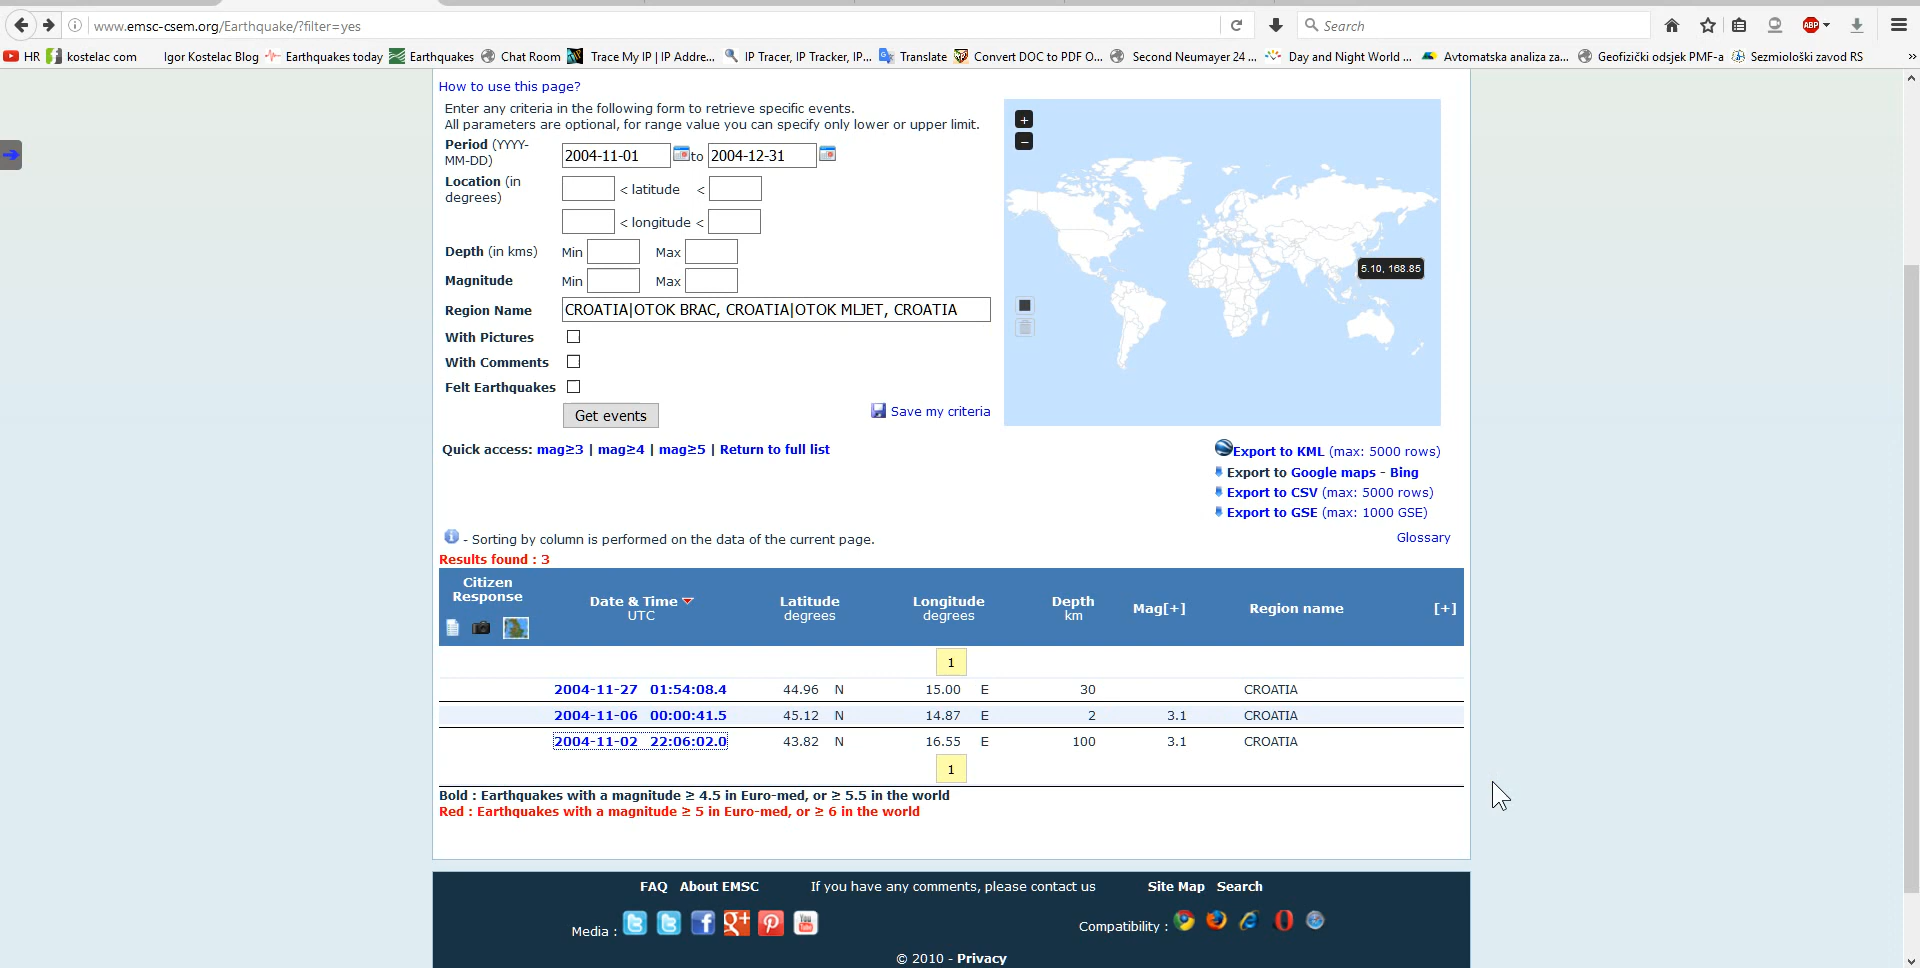 www.emsc-csem.org/Earthquake/?filter=yes
Search
ABP
HR kostelac com Igor Kostelac Blog Earthquakes today Earthquakes Chat Room Trace My IP | IP Addre... IP Tracer, IP Tracker, IP... Translate Convert DOC to PDF O... Second Neumayer 24 ... Day and Night World ... Avtomatska analiza za... Geofizički odsjek PMF-a Sezmiološki zavod RS »
How to use this page?
Enter any criteria in the following form to retrieve specific events.
All parameters are optional, for range value you can specify only lower or upper limit.
Period (YYYY-
MM-DD)
2004-11-01 to 2004-12-31
Location (in
degrees)
< latitude <
< longitude <
Depth (in kms) Min Max
Magnitude Min Max
Region Name CROATIA|OTOK BRAC, CROATIA|OTOK MLJET, CROATIA
With Pictures
With Comments
Felt Earthquakes
Get events
Save my criteria
+
−
5.10, 168.85
Quick access: mag≥3 | mag≥4 | mag≥5 | Return to full list
Export to KML (max: 5000 rows)
Export to Google maps - Bing
Export to CSV (max: 5000 rows)
Export to GSE (max: 1000 GSE)
- Sorting by column is performed on the data of the current page.
Glossary
Results found : 3
Citizen
Response
Date & Time
UTC
Latitude
degrees
Longitude
degrees
Depth
km
Mag[+]
Region name
[+]
1
2004-11-27 01:54:08.4 44.96 N 15.00 E 30 CROATIA
2004-11-06 00:00:41.5 45.12 N 14.87 E 2 3.1 CROATIA
2004-11-02 22:06:02.0 43.82 N 16.55 E 100 3.1 CROATIA
1
Bold : Earthquakes with a magnitude ≥ 4.5 in Euro-med, or ≥ 5.5 in the world
Red : Earthquakes with a magnitude ≥ 5 in Euro-med, or ≥ 6 in the world
FAQ About EMSC If you have any comments, please contact us Site Map Search
Media : You Tube
Compatibility :
© 2010 - Privacy